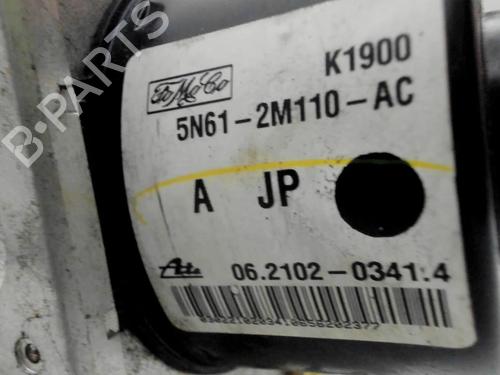 B-PARTS
K1900
FoMoCo
5N61-2M110-AC
A JP
Ate 06.2102-0341.4